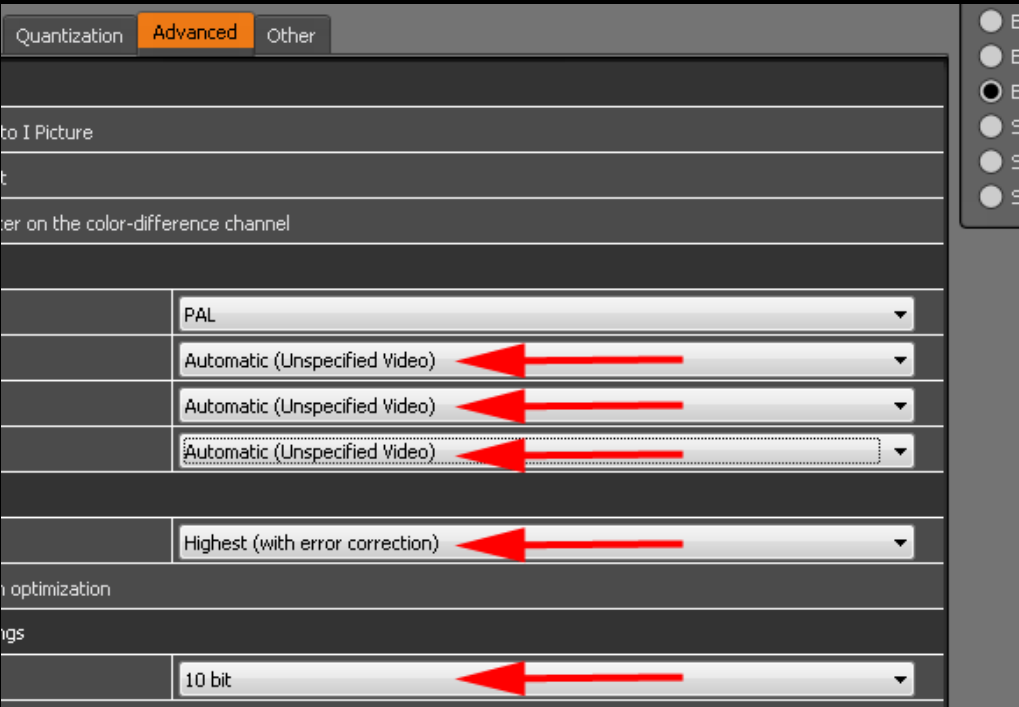 Quantization Advanced Other
to I Picture
t
ter on the color-difference channel
PAL
Automatic (Unspecified Video)
Automatic (Unspecified Video)
Automatic (Unspecified Video)
Highest (with error correction)
n optimization
ngs
10 bit